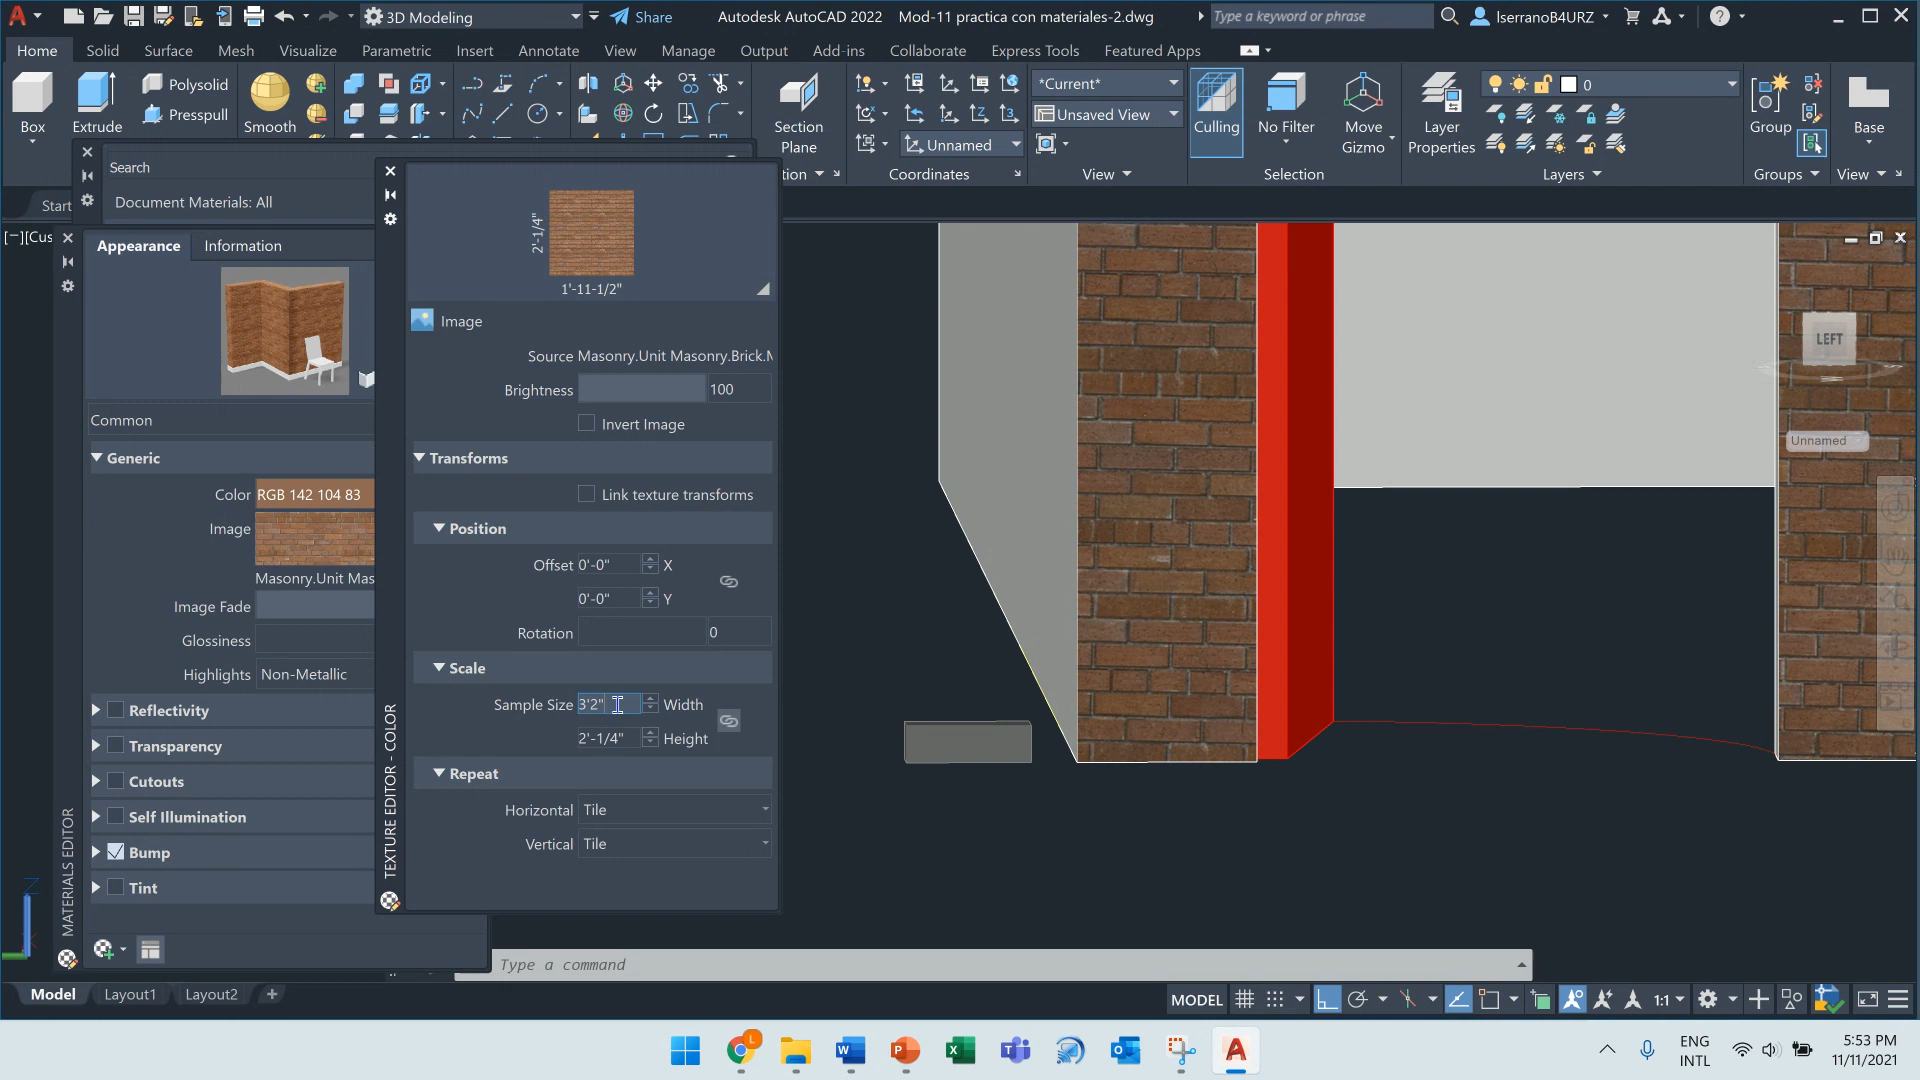 3D Modeling
Share
Autodesk AutoCAD 2022 Mod-11 practica con materiales-2.dwg
Type a keyword or phrase
lserranoB4URZ
Home Solid Surface Mesh Visualize Parametric Insert Annotate View Manage Output Add-ins Collaborate Express Tools Featured Apps
Box
Extrude
Polysolid
Presspull
Smooth
Section
Plane
*Current*
Unsaved View
Unnamed
Culling
No Filter
Move
Gizmo
Layer
Properties
0
Group
Base
tion
Coordinates
View
Selection
Layers
Groups
View
Start
Search
Document Materials: All
[−][Cus
Appearance Information
Common
Generic
Color RGB 142 104 83
Image
Masonry.Unit Mas
Image Fade
Glossiness
Highlights Non-Metallic
Reflectivity
Transparency
Cutouts
Self Illumination
Bump
Tint
MATERIALS EDITOR
2'-1/4"
1'-11-1/2"
Image
Source Masonry.Unit Masonry.Brick.M
Brightness 100
Invert Image
Transforms
Link texture transforms
Position
Offset 0'-0" X
0'-0" Y
Rotation 0
Scale
Sample Size 3'2" Width
2'-1/4" Height
Repeat
Horizontal Tile
Vertical Tile
TEXTURE EDITOR - COLOR
LEFT
Unnamed
Z
Type a command
Model Layout1 Layout2
MODEL
1:1
ENG
INTL
5:53 PM
11/11/2021